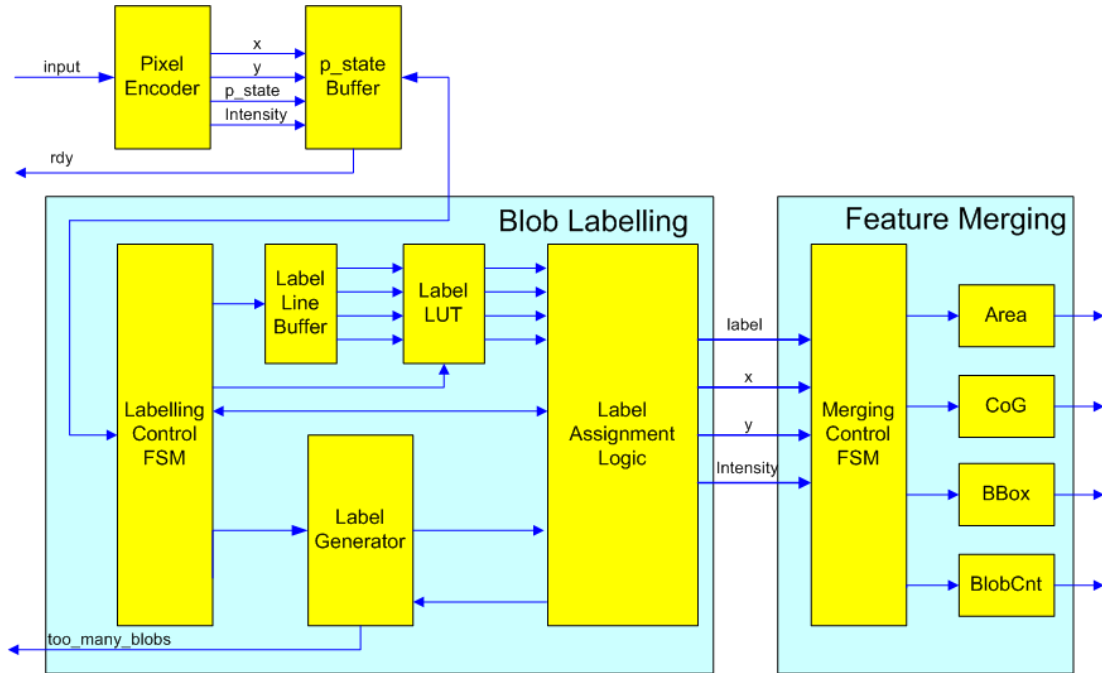 input
Pixel
Encoder
x
y
p_state
Intensity
p_state
Buffer
rdy
Blob Labelling
Labelling
Control
FSM
Label
Line
Buffer
Label
LUT
Label
Generator
Label
Assignment
Logic
too_many_blobs
label
x
y
Intensity
Feature Merging
Merging
Control
FSM
Area
CoG
BBox
BlobCnt